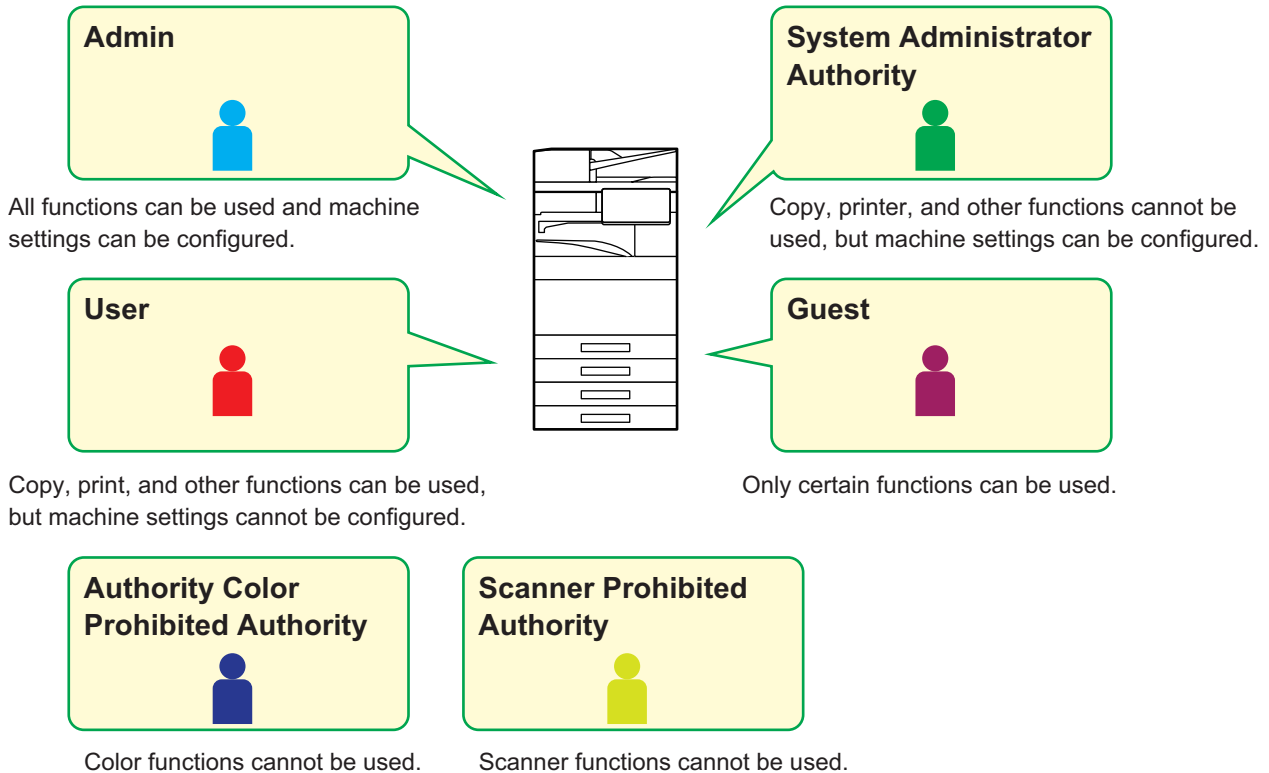 Admin
All functions can be used and machine
settings can be configured.
System Administrator
Authority
Copy, printer, and other functions cannot be
used, but machine settings can be configured.
User
Copy, print, and other functions can be used,
but machine settings cannot be configured.
Guest
Only certain functions can be used.
Authority Color
Prohibited Authority
Color functions cannot be used.
Scanner Prohibited
Authority
Scanner functions cannot be used.